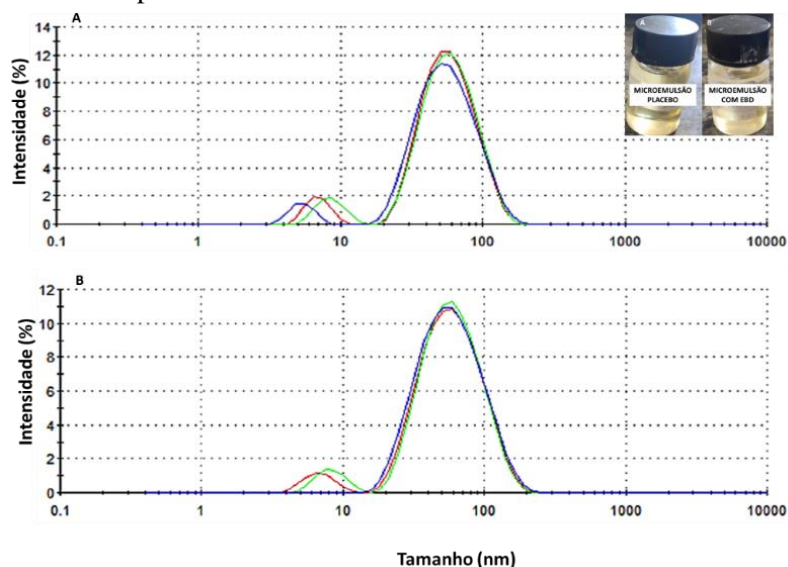 A
Intensidade (%)
14
12
10
8
6
4
2
0
0.1 1 10 100 1000 10000
A
MICROEMULSÃO
PLACEBO
B
MICROEMULSÃO
COM EBD
B
Intensidade (%)
12
10
8
6
4
2
0
0.1 1 10 100 1000 10000
Tamanho (nm)